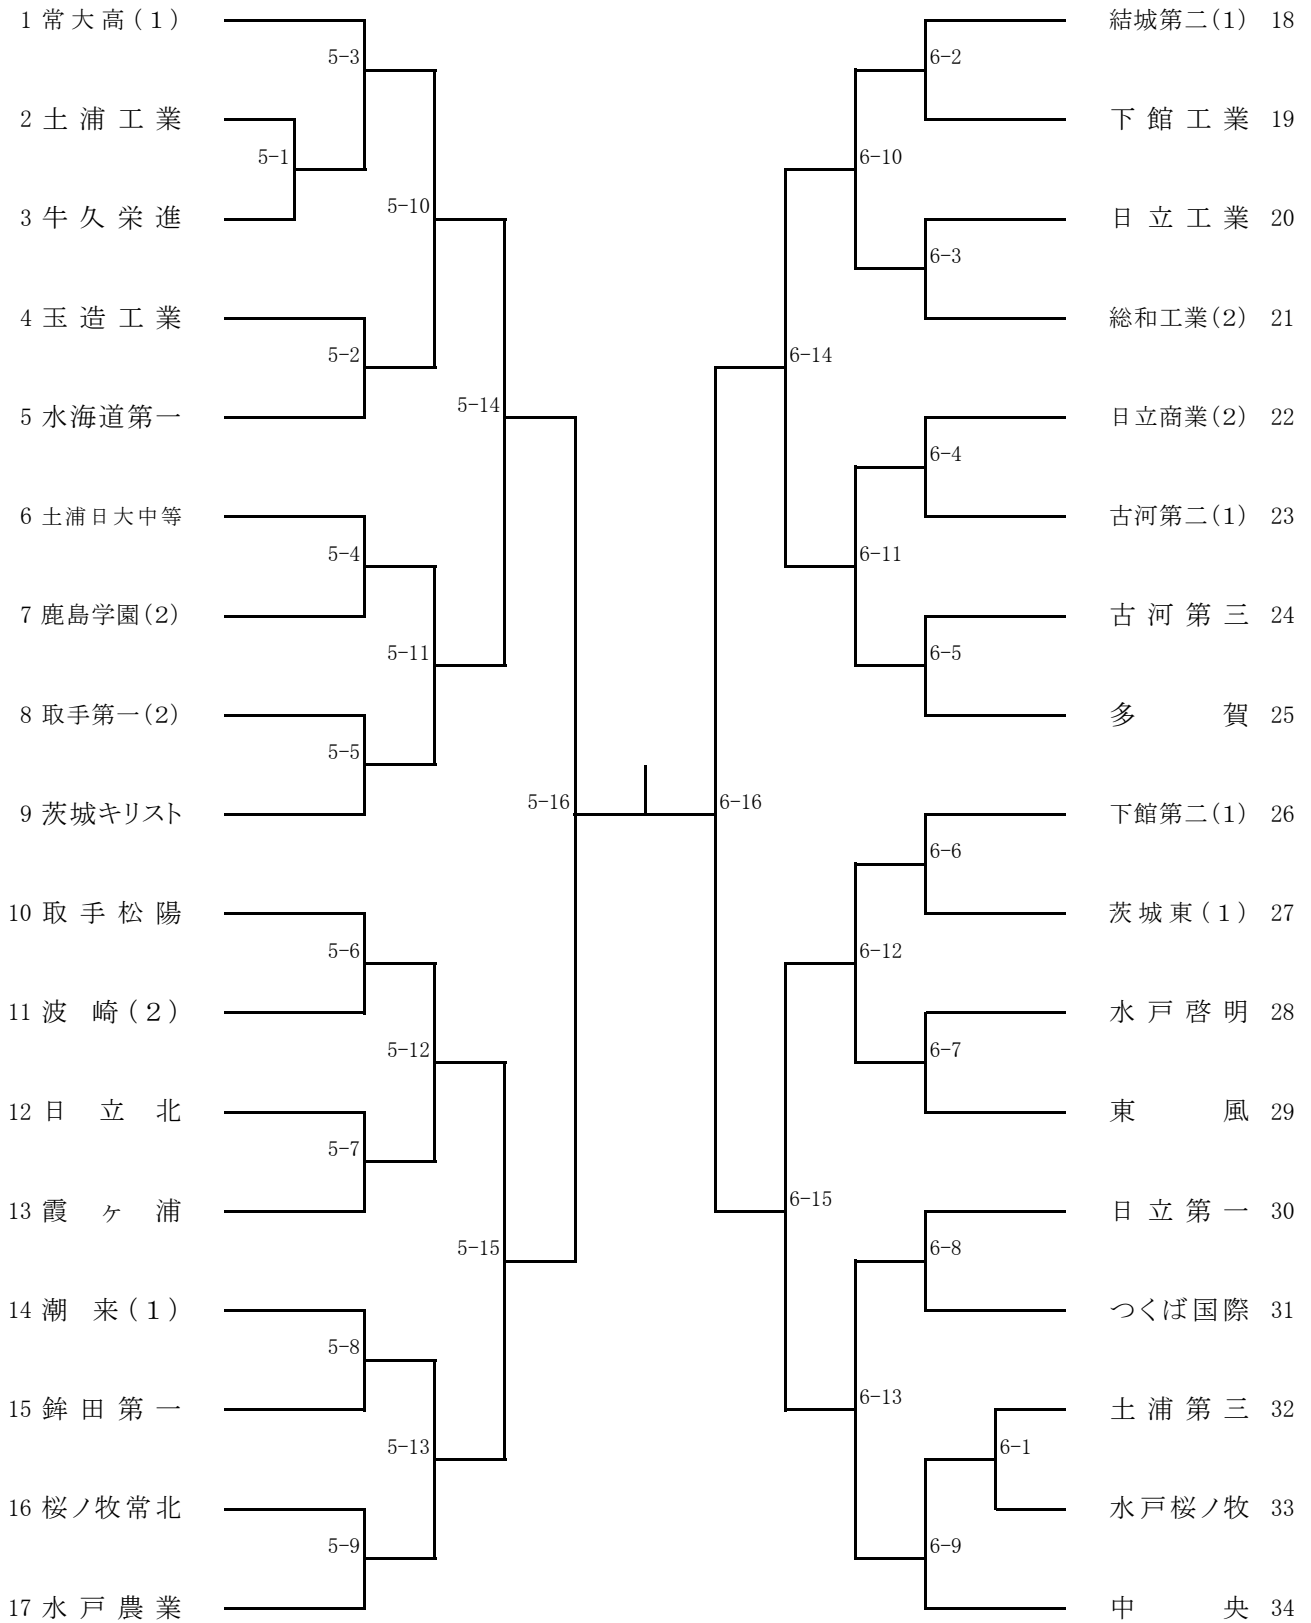 1 常大高(1)
5-3
2 土浦工業
5-1
3 牛久栄進
5-10
4 玉造工業
5-2
5 水海道第一
5-14
6 土浦日大中等
5-4
7 鹿島学園(2)
5-11
8 取手第一(2)
5-5
9 茨城キリスト
5-16
10 取手松陽
5-6
11 波崎(2)
5-12
12 日立北
5-7
13 霞ヶ浦
5-15
14 潮来(1)
5-8
15 鉾田第一
5-13
16 桜ノ牧常北
5-9
17 水戸農業
結城第二(1) 18
6-2
下館工業 19
6-10
日立工業 20
6-3
総和工業(2) 21
6-14
日立商業(2) 22
6-4
古河第二(1) 23
6-11
古河第三 24
6-5
多賀 25
6-16
下館第二(1) 26
6-6
茨城東(1) 27
6-12
水戸啓明 28
6-7
東風 29
6-15
日立第一 30
6-8
つくば国際 31
6-13
土浦第三 32
6-1
水戸桜ノ牧 33
6-9
中央 34